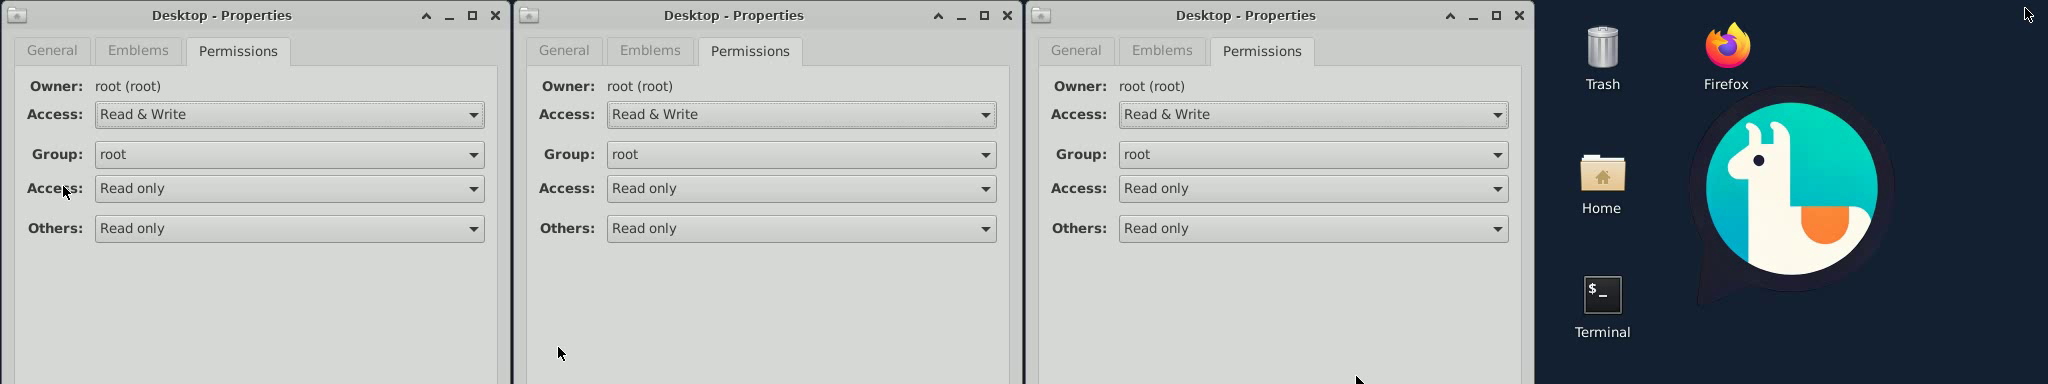 Desktop - Properties
General Emblems Permissions
Owner: root (root)
Access: Read & Write
Group: root
Access: Read only
Others: Read only
Desktop - Properties
General Emblems Permissions
Owner: root (root)
Access: Read & Write
Group: root
Access: Read only
Others: Read only
Desktop - Properties
General Emblems Permissions
Owner: root (root)
Access: Read & Write
Group: root
Access: Read only
Others: Read only
Trash
Firefox
Home
$_
Terminal